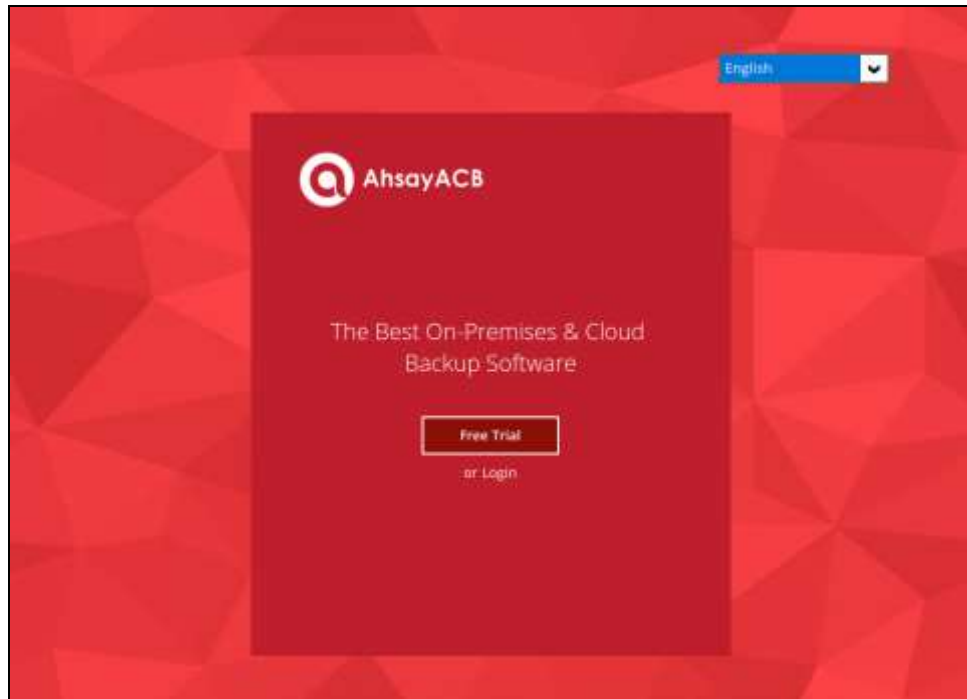 English
AhsayACB
The Best On-Premises & Cloud
Backup Software
Free Trial
or Login